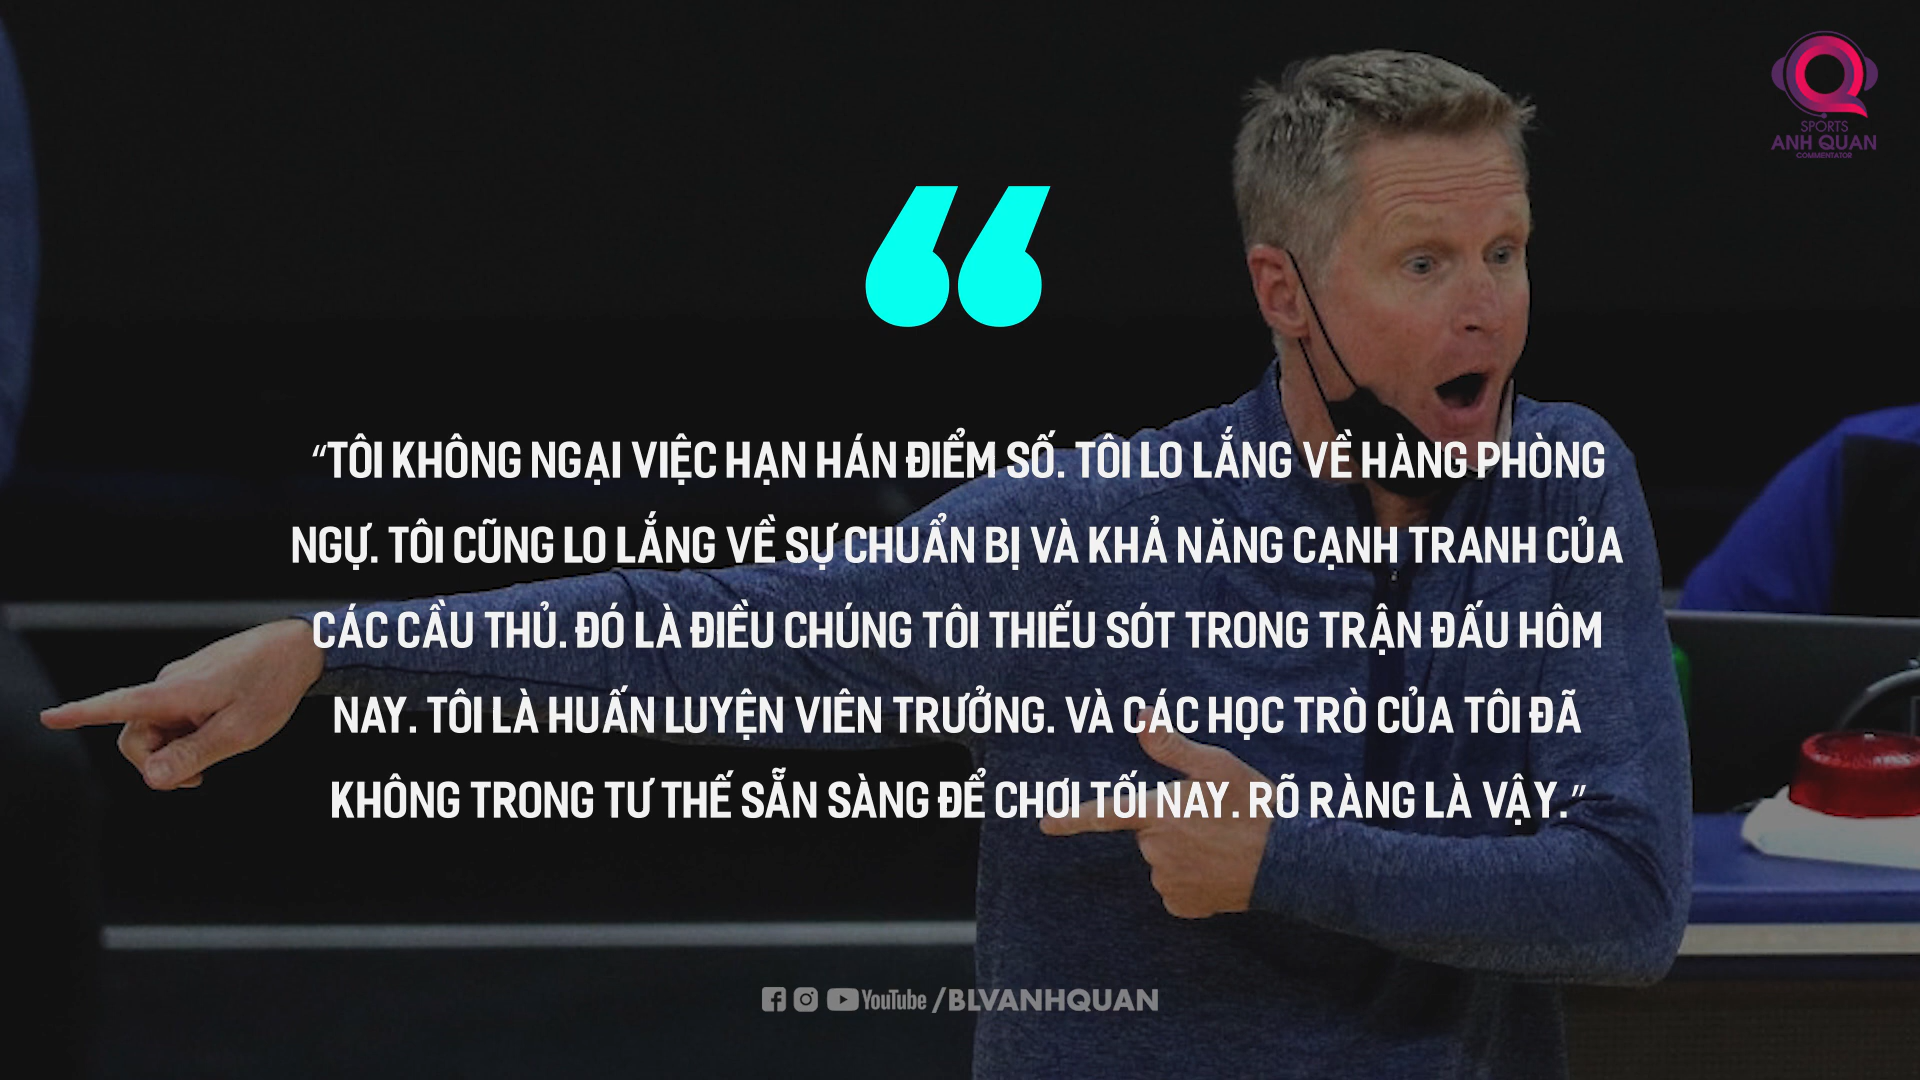 SPORTS
ANH QUAN
COMMENTATOR
“TÔI KHÔNG NGẠI VIỆC HẠN HÁN ĐIỂM SỐ. TÔI LO LẮNG VỀ HÀNG PHÒNG
NGỰ. TÔI CŨNG LO LẮNG VỀ SỰ CHUẨN BỊ VÀ KHẢ NĂNG CẠNH TRANH CỦA
CÁC CẦU THỦ. ĐÓ LÀ ĐIỀU CHÚNG TÔI THIẾU SÓT TRONG TRẬN ĐẤU HÔM
NAY. TÔI LÀ HUẤN LUYỆN VIÊN TRƯỞNG. VÀ CÁC HỌC TRÒ CỦA TÔI ĐÃ
KHÔNG TRONG TƯ THẾ SẴN SÀNG ĐỂ CHƠI TỐI NAY. RÕ RÀNG LÀ VẬY.”
YouTube /BLVANHQUAN